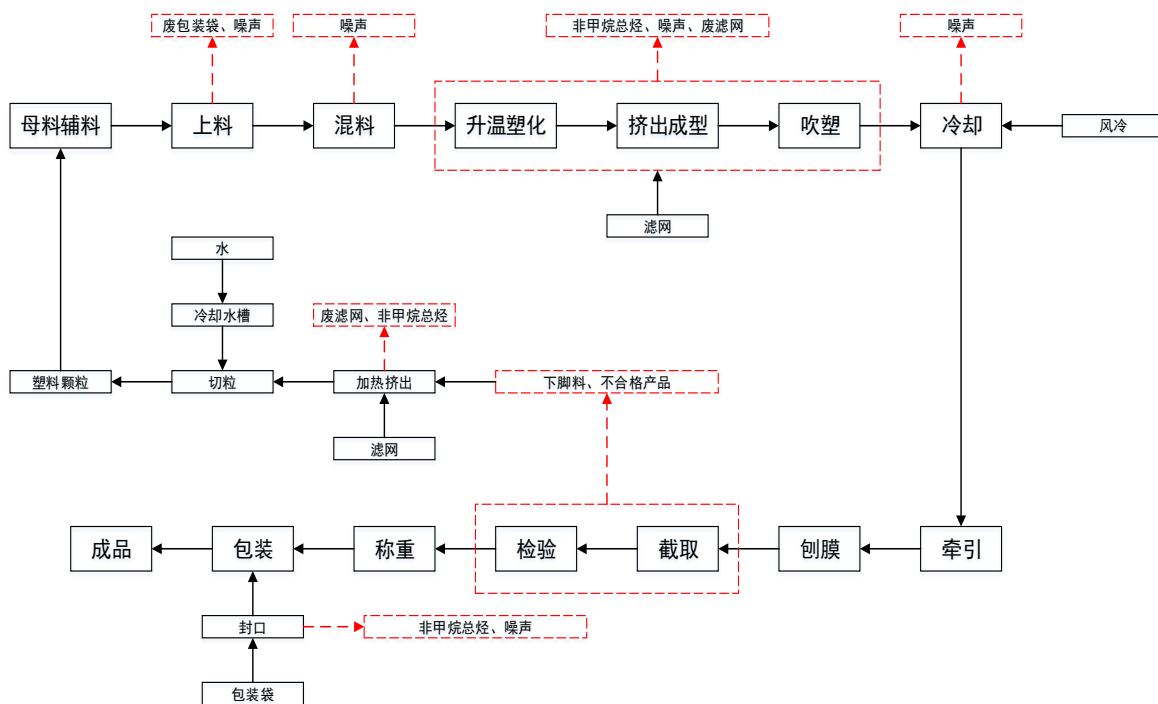 废包装袋、噪声
噪声
非甲烷总烃、噪声、废滤网
噪声
母料辅料
上料
混料
升温塑化
挤出成型
吹塑
冷却
风冷
滤网
水
冷却水槽
废滤网、非甲烷总烃
塑料颗粒
切粒
加热挤出
下脚料、不合格产品
滤网
成品
包装
称重
检验
截取
刨膜
牵引
封口
非甲烷总烃、噪声
包装袋